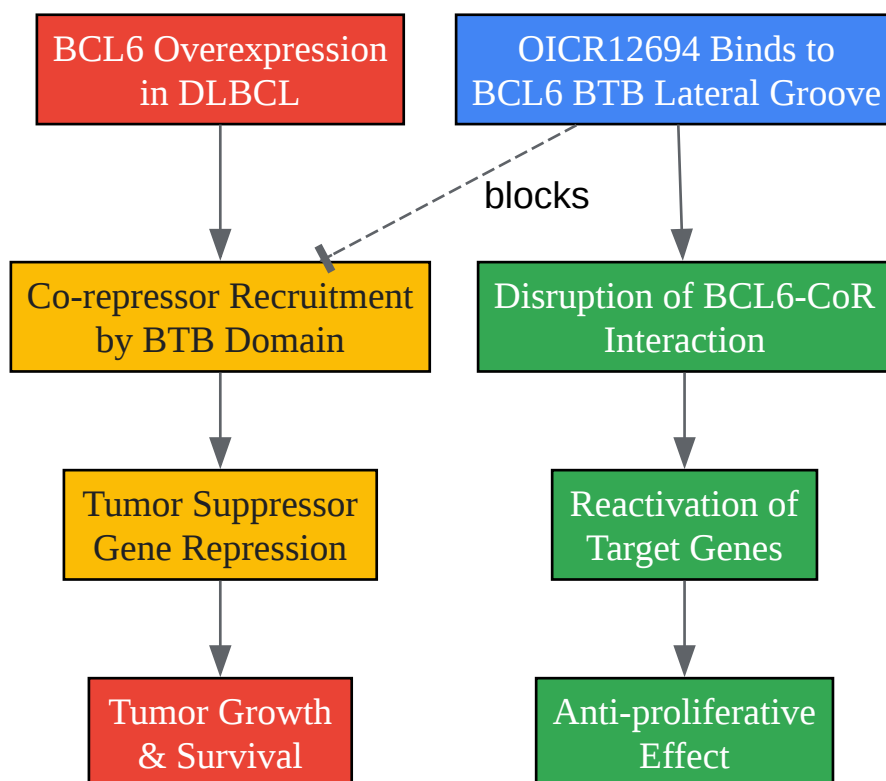 BCL6 Overexpression
in DLBCL
OICR12694 Binds to
BCL6 BTB Lateral Groove
blocks
Co-repressor Recruitment
by BTB Domain
Disruption of BCL6-CoR
Interaction
Tumor Suppressor
Gene Repression
Reactivation of
Target Genes
Tumor Growth
& Survival
Anti-proliferative
Effect